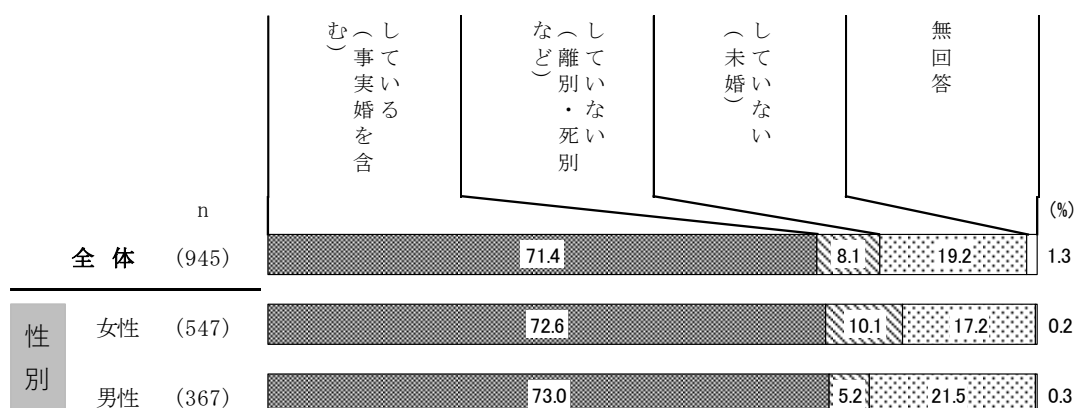 している
（事実婚を含
む）
していない
（離別・死別
など）
していない
（未婚）
無回答
n
(%)
全 体 (945) 71.4 8.1 19.2 1.3
性別
女性 (547) 72.6 10.1 17.2 0.2
男性 (367) 73.0 5.2 21.5 0.3